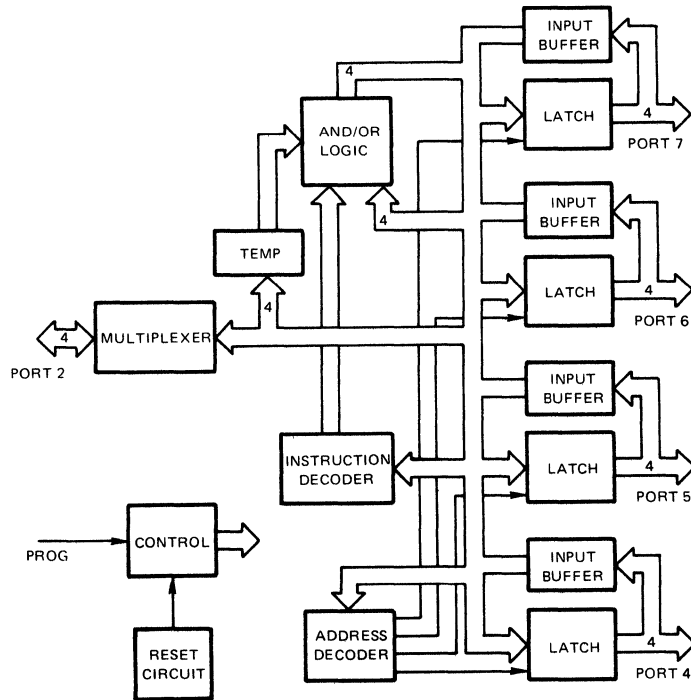 INPUT
BUFFER
4
AND/OR
LOGIC
LATCH
4
PORT 7
INPUT
BUFFER
4
TEMP
LATCH
4
4
PORT 6
4
MULTIPLEXER
PORT 2
INPUT
BUFFER
INSTRUCTION
DECODER
LATCH
4
PORT 5
CONTROL
PROG
INPUT
BUFFER
ADDRESS
DECODER
LATCH
4
PORT 4
RESET
CIRCUIT